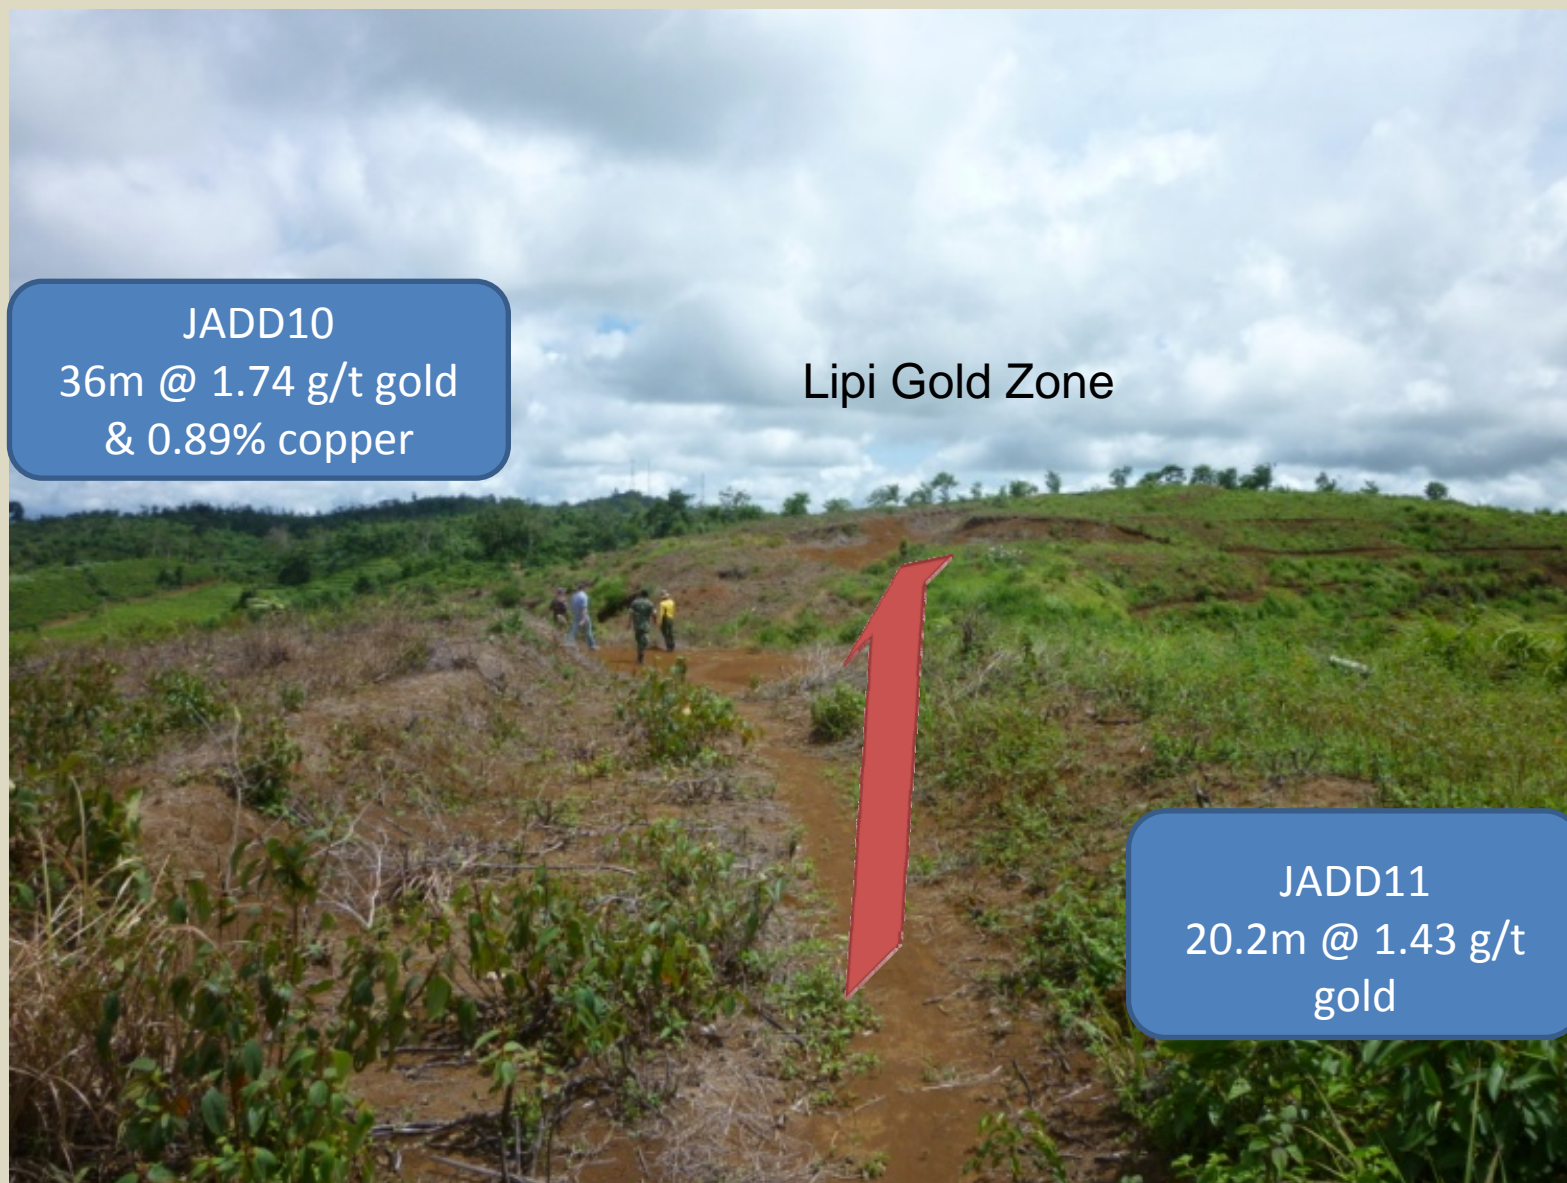 JADD10
36m @ 1.74 g/t gold
& 0.89% copper
Lipi Gold Zone
JADD11
20.2m @ 1.43 g/t
gold